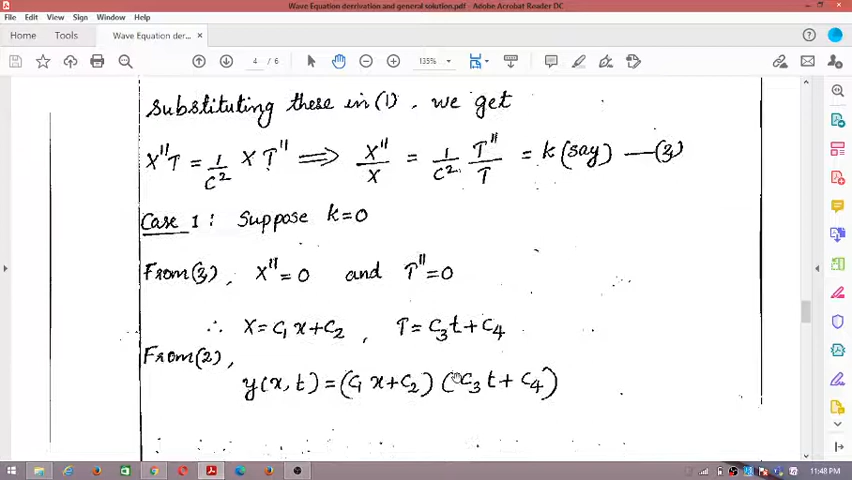 Wave Equation derrivation and general solution.pdf - Adobe Acrobat Reader DC
File Edit View Sign Window Help
Home Tools Wave Equation der... ×
4 / 6 135%
Substituting these in (1), we get
X''T = 1/C² X T'' ⟹ X''/X = 1/C² T''/T = k (say) —(3)
Case 1: Suppose k=0
From (3), X''=0 and T''=0
∴ X=C₁x+C₂, T=C₃t+C₄
From (2),
y(x,t)=(C₁x+C₂)(C₃t+C₄)
11:48 PM